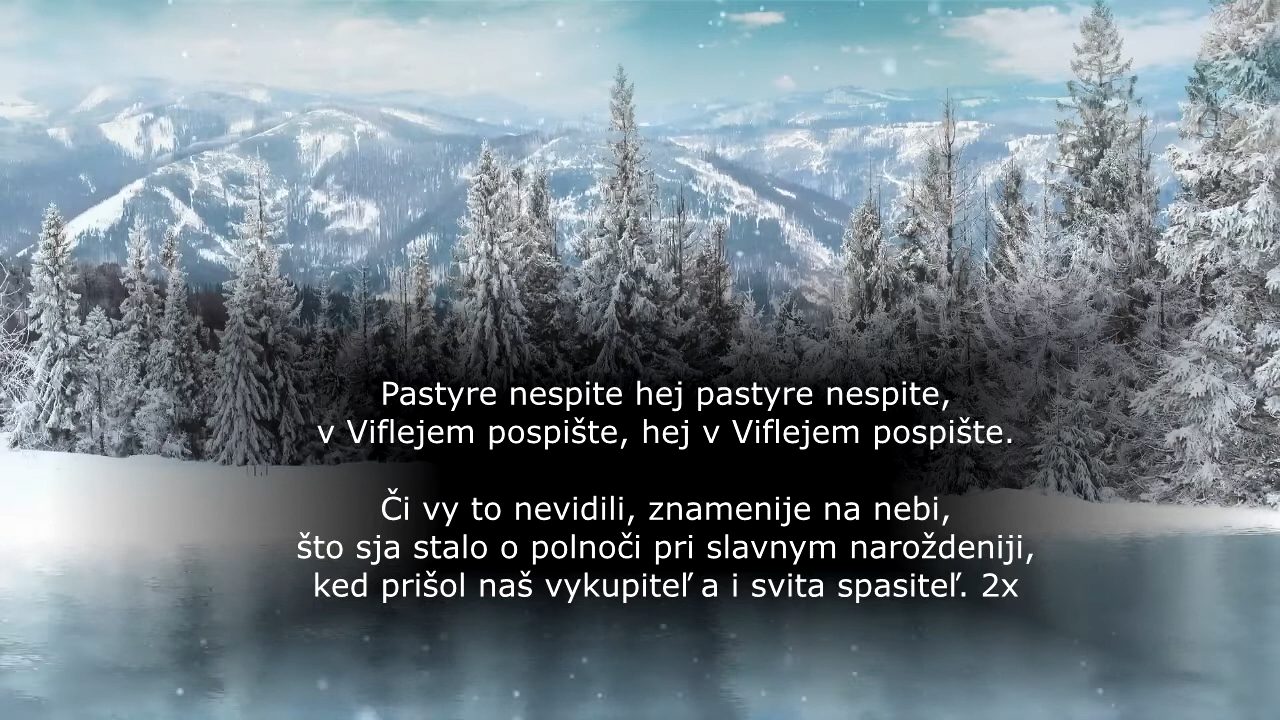 Pastyre nespite hej pastyre nespite,
v Viflejem pospište, hej v Viflejem pospište.
Či vy to nevidili, znamenije na nebi,
što sja stalo o polnoči pri slavnym naroždeniji,
ked prišol naš vykupiteľ a i svita spasiteľ. 2x